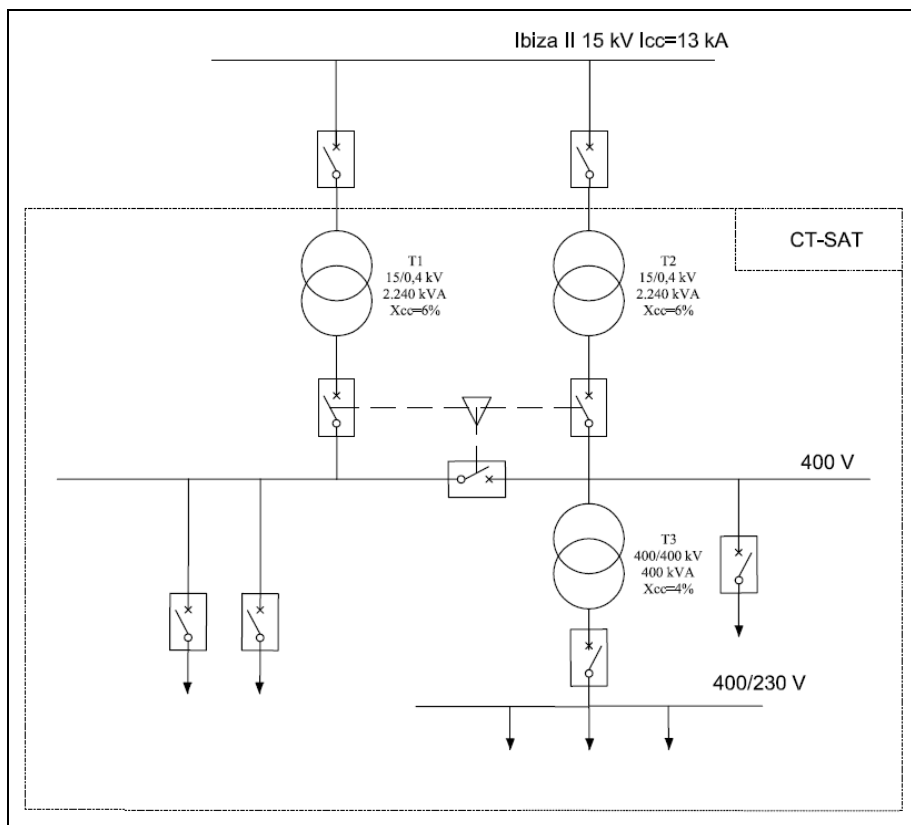 Ibiza II 15 kV Icc=13 kA
CT-SAT
T1
15/0,4 kV
2.240 kVA
Xcc=6%
T2
15/0,4 kV
2.240 kVA
Xcc=6%
400 V
T3
400/400 kV
400 kVA
Xcc=4%
400/230 V